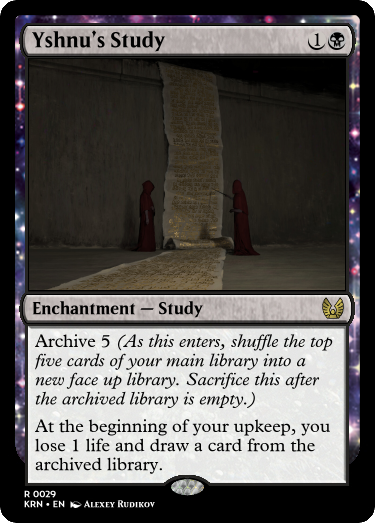 Yshnu's Study 1
Enchantment — Study
Archive 5 (As this enters, shuffle the top
five cards of your main library into a
new face up library. Sacrifice this after
the archived library is empty.)
At the beginning of your upkeep, you
lose 1 life and draw a card from the
archived library.
R 0029
KRN • EN Alexey Rudikov